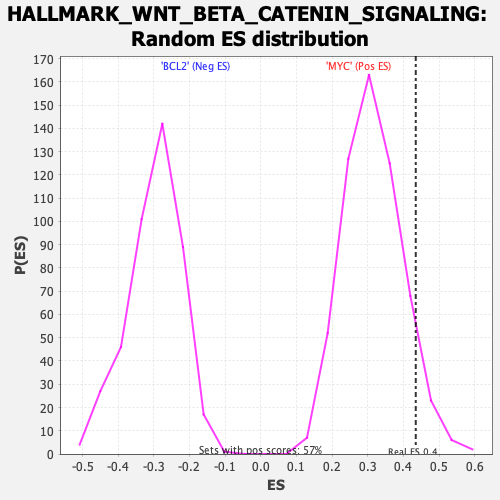 HALLMARK_WNT_BETA_CATENIN_SIGNALING:
Random ES distribution
'BCL2' (Neg ES)
'MYC' (Pos ES)
P(ES)
170
160
150
140
130
120
110
100
90
80
70
60
50
40
30
20
10
0
Sets with pos scores: 57%
Real ES 0.4
-0.5 -0.4 -0.3 -0.2 -0.1 0.0 0.1 0.2 0.3 0.4 0.5 0.6
ES